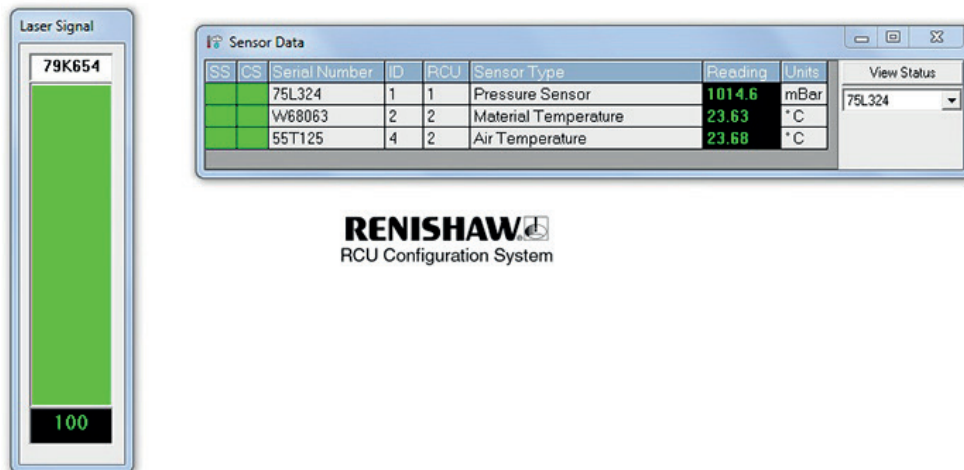 Laser Signal
79K654
100
Sensor Data
SS CS Serial Number ID RCU Sensor Type Reading Units
75L324 1 1 Pressure Sensor 1014.6 mBar
W68063 2 2 Material Temperature 23.63 °C
55T125 4 2 Air Temperature 23.68 °C
View Status
75L324
RENISHAW
RCU Configuration System